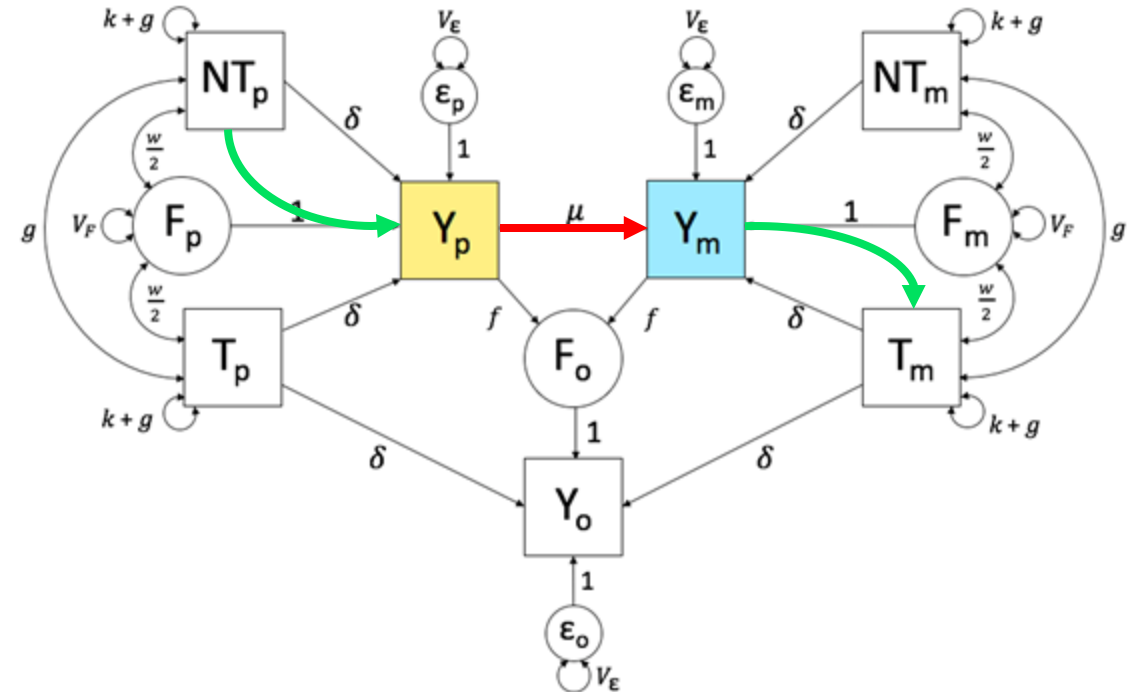 k + g
V_ε
V_ε
k + g
NT_p
ε_p
ε_m
NT_m
δ
δ
1
1
w/2
w/2
V_F
F_p
1
Y_p
μ
Y_m
1
F_m
V_F
g
g
w/2
w/2
δ
f
f
δ
T_p
F_o
T_m
k + g
k + g
1
δ
δ
Y_o
1
ε_o
V_ε